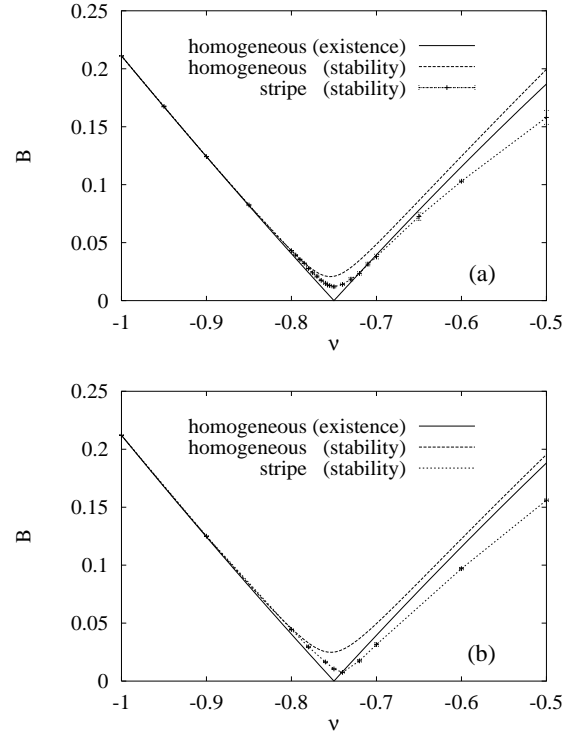 0.25
0.2
0.15
0.1
0.05
0
B
homogeneous (existence)
homogeneous (stability)
stripe (stability)
(a)
-1 -0.9 -0.8 -0.7 -0.6 -0.5
ν
0.25
0.2
0.15
0.1
0.05
0
B
homogeneous (existence)
homogeneous (stability)
stripe (stability)
(b)
-1 -0.9 -0.8 -0.7 -0.6 -0.5
ν